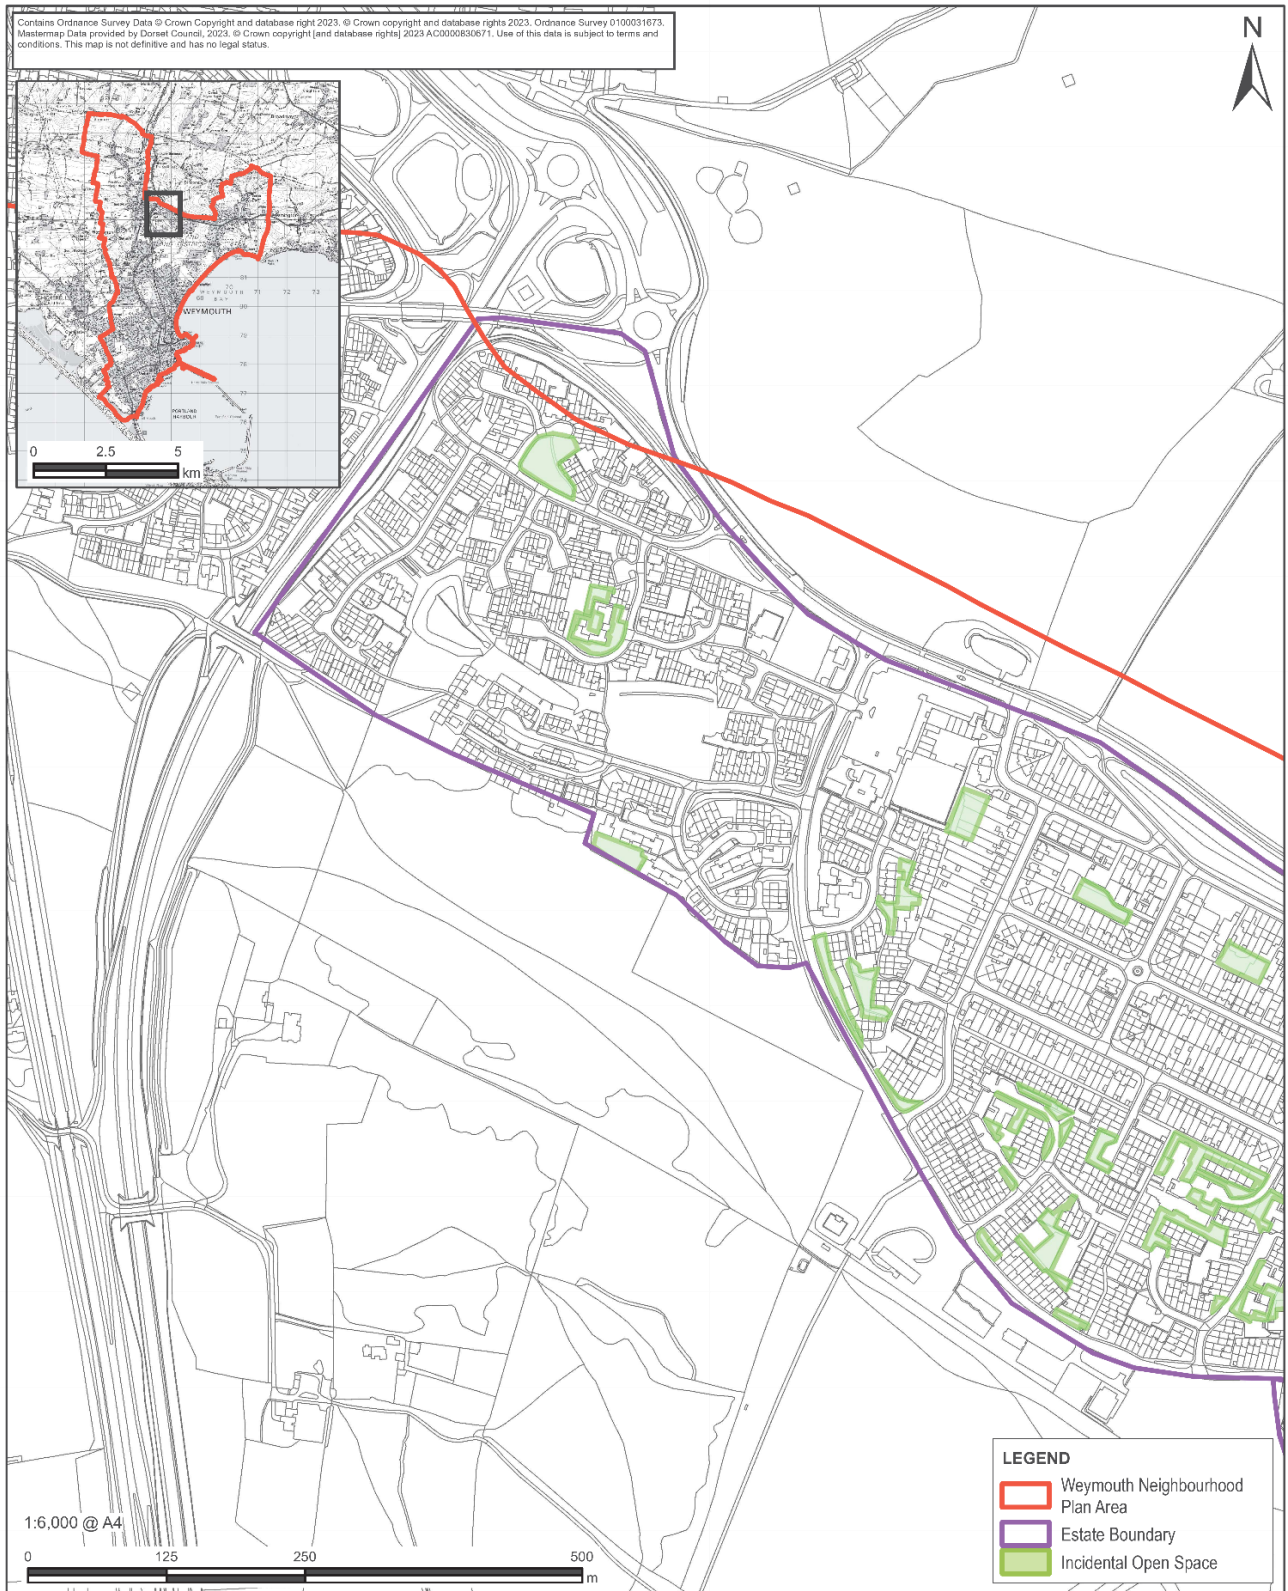 Contains Ordnance Survey Data © Crown Copyright and database right 2023. © Crown copyright and database rights 2023. Ordnance Survey 0100031673.
Mastermap Data provided by Dorset Council, 2023. © Crown copyright [and database rights] 2023 AC0000830671. Use of this data is subject to terms and
conditions. This map is not definitive and has no legal status.
N
WEYMOUTH
BAY
WEYMOUTH
PORTLAND
HARBOUR
0 2.5 5
km
1:6,000 @ A4
0 125 250 500
m
LEGEND
Weymouth Neighbourhood
Plan Area
Estate Boundary
Incidental Open Space